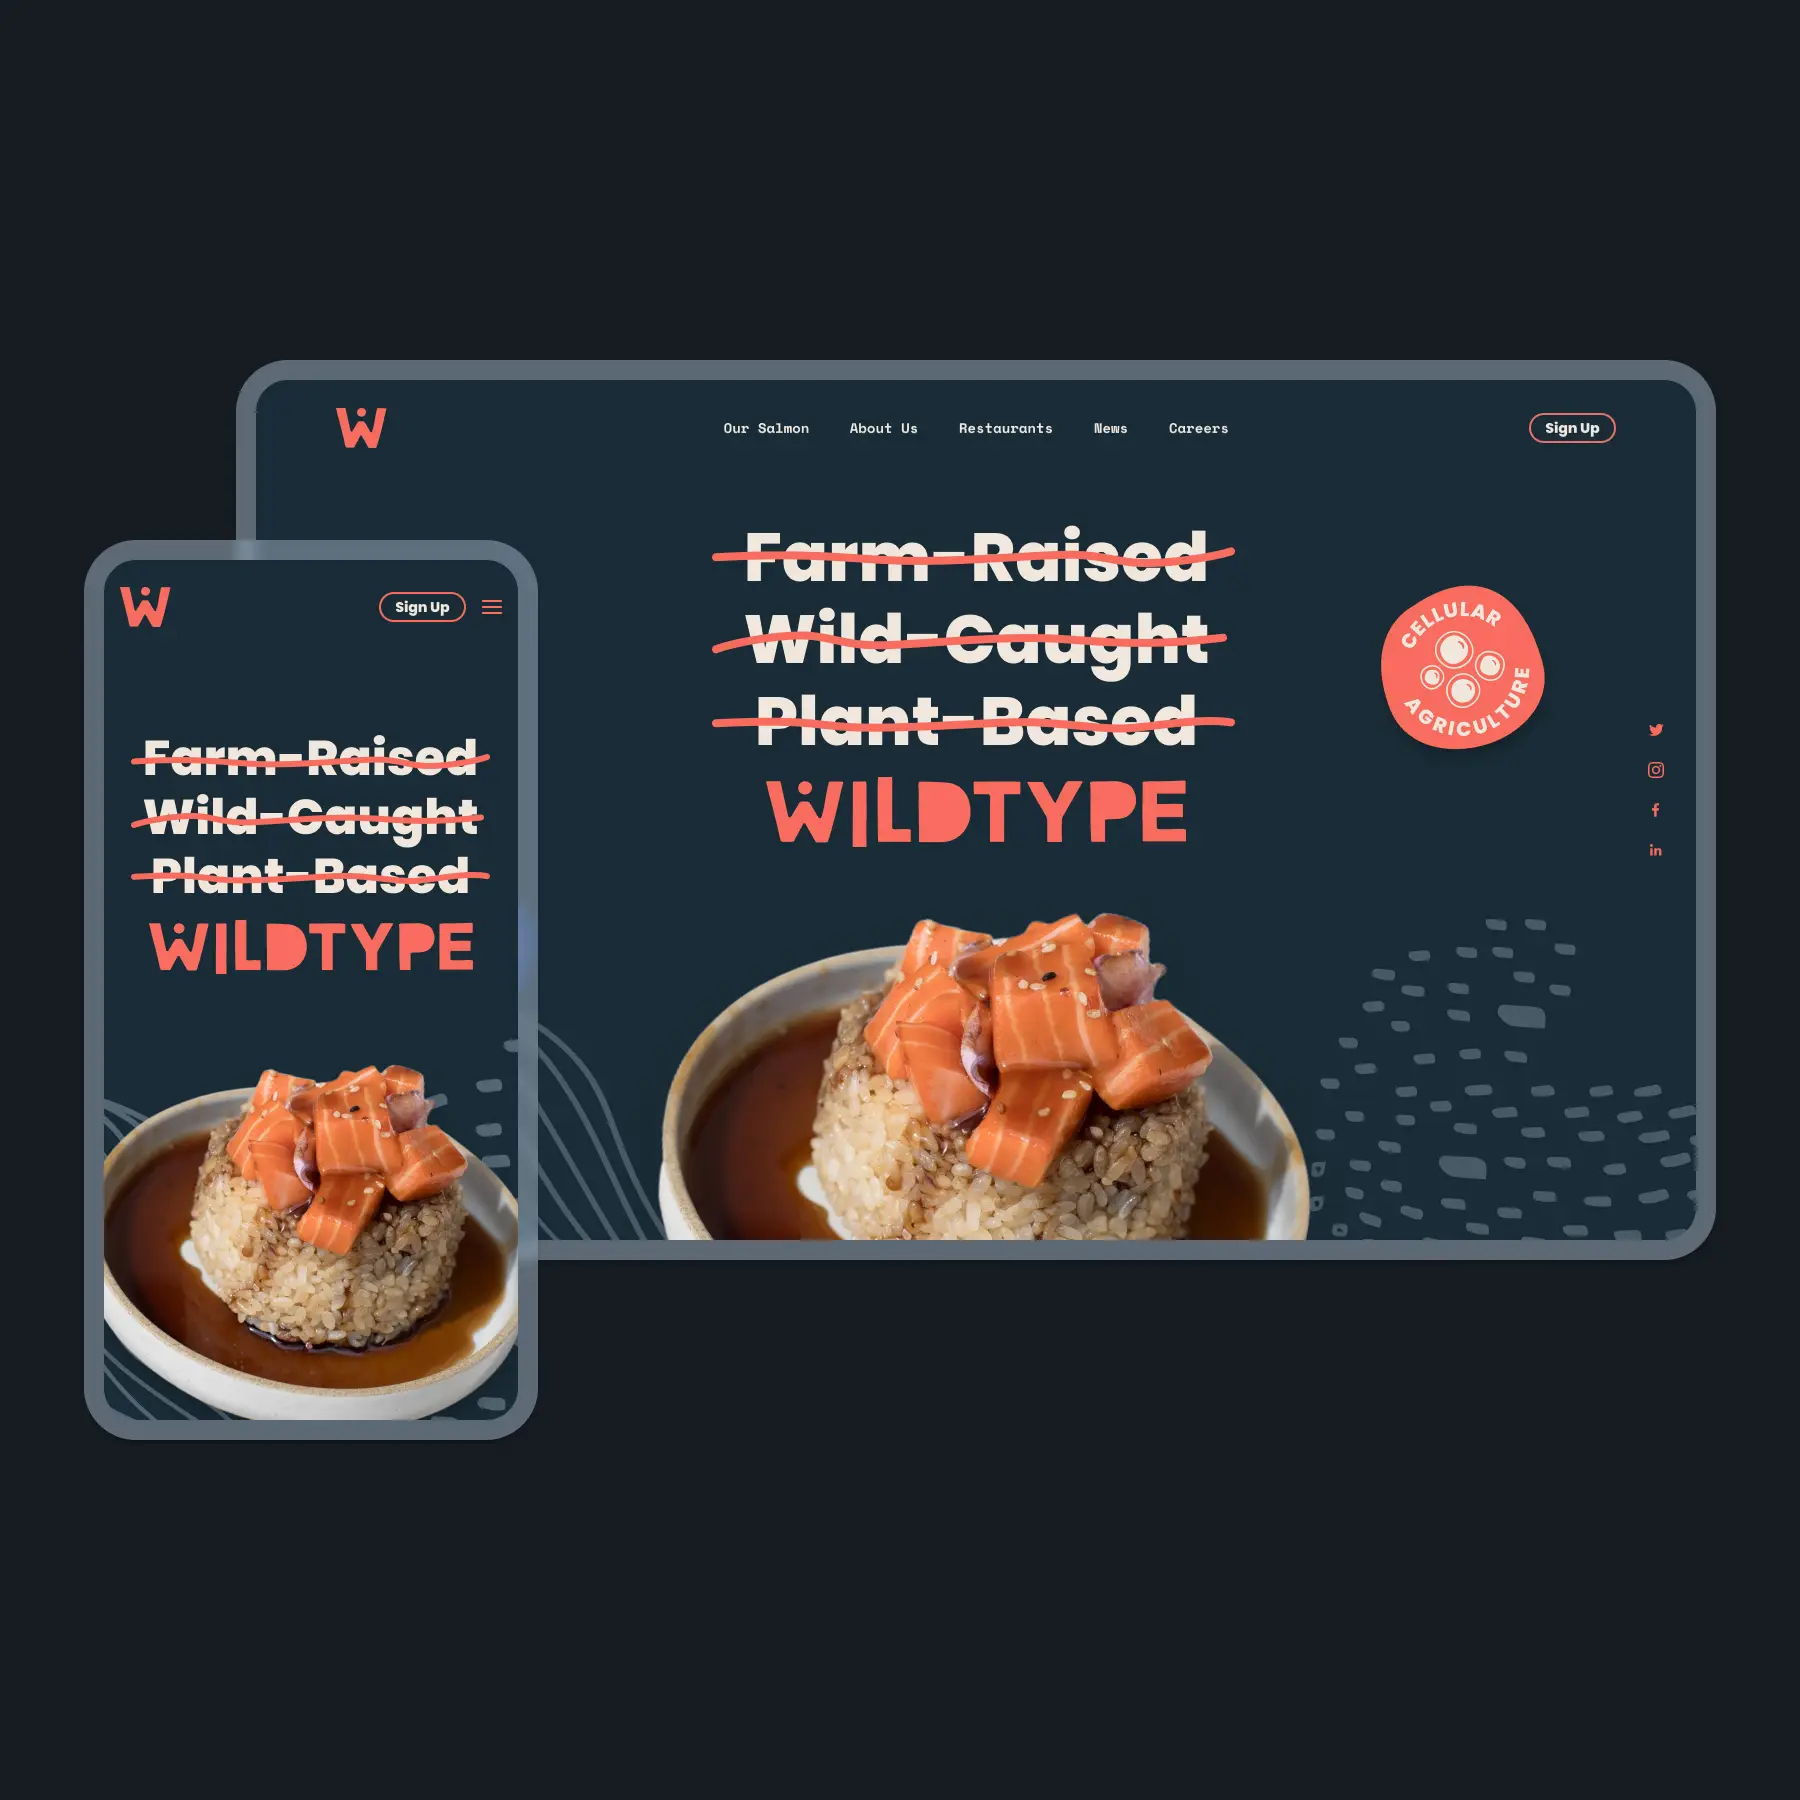 W
Our Salmon About Us Restaurants News Careers
Sign Up
Farm-Raised
Wild-Caught
Plant-Based
WILDTYPE
CELLULAR
AGRICULTURE
W
Sign Up
Farm-Raised
Wild-Caught
Plant-Based
WILDTYPE